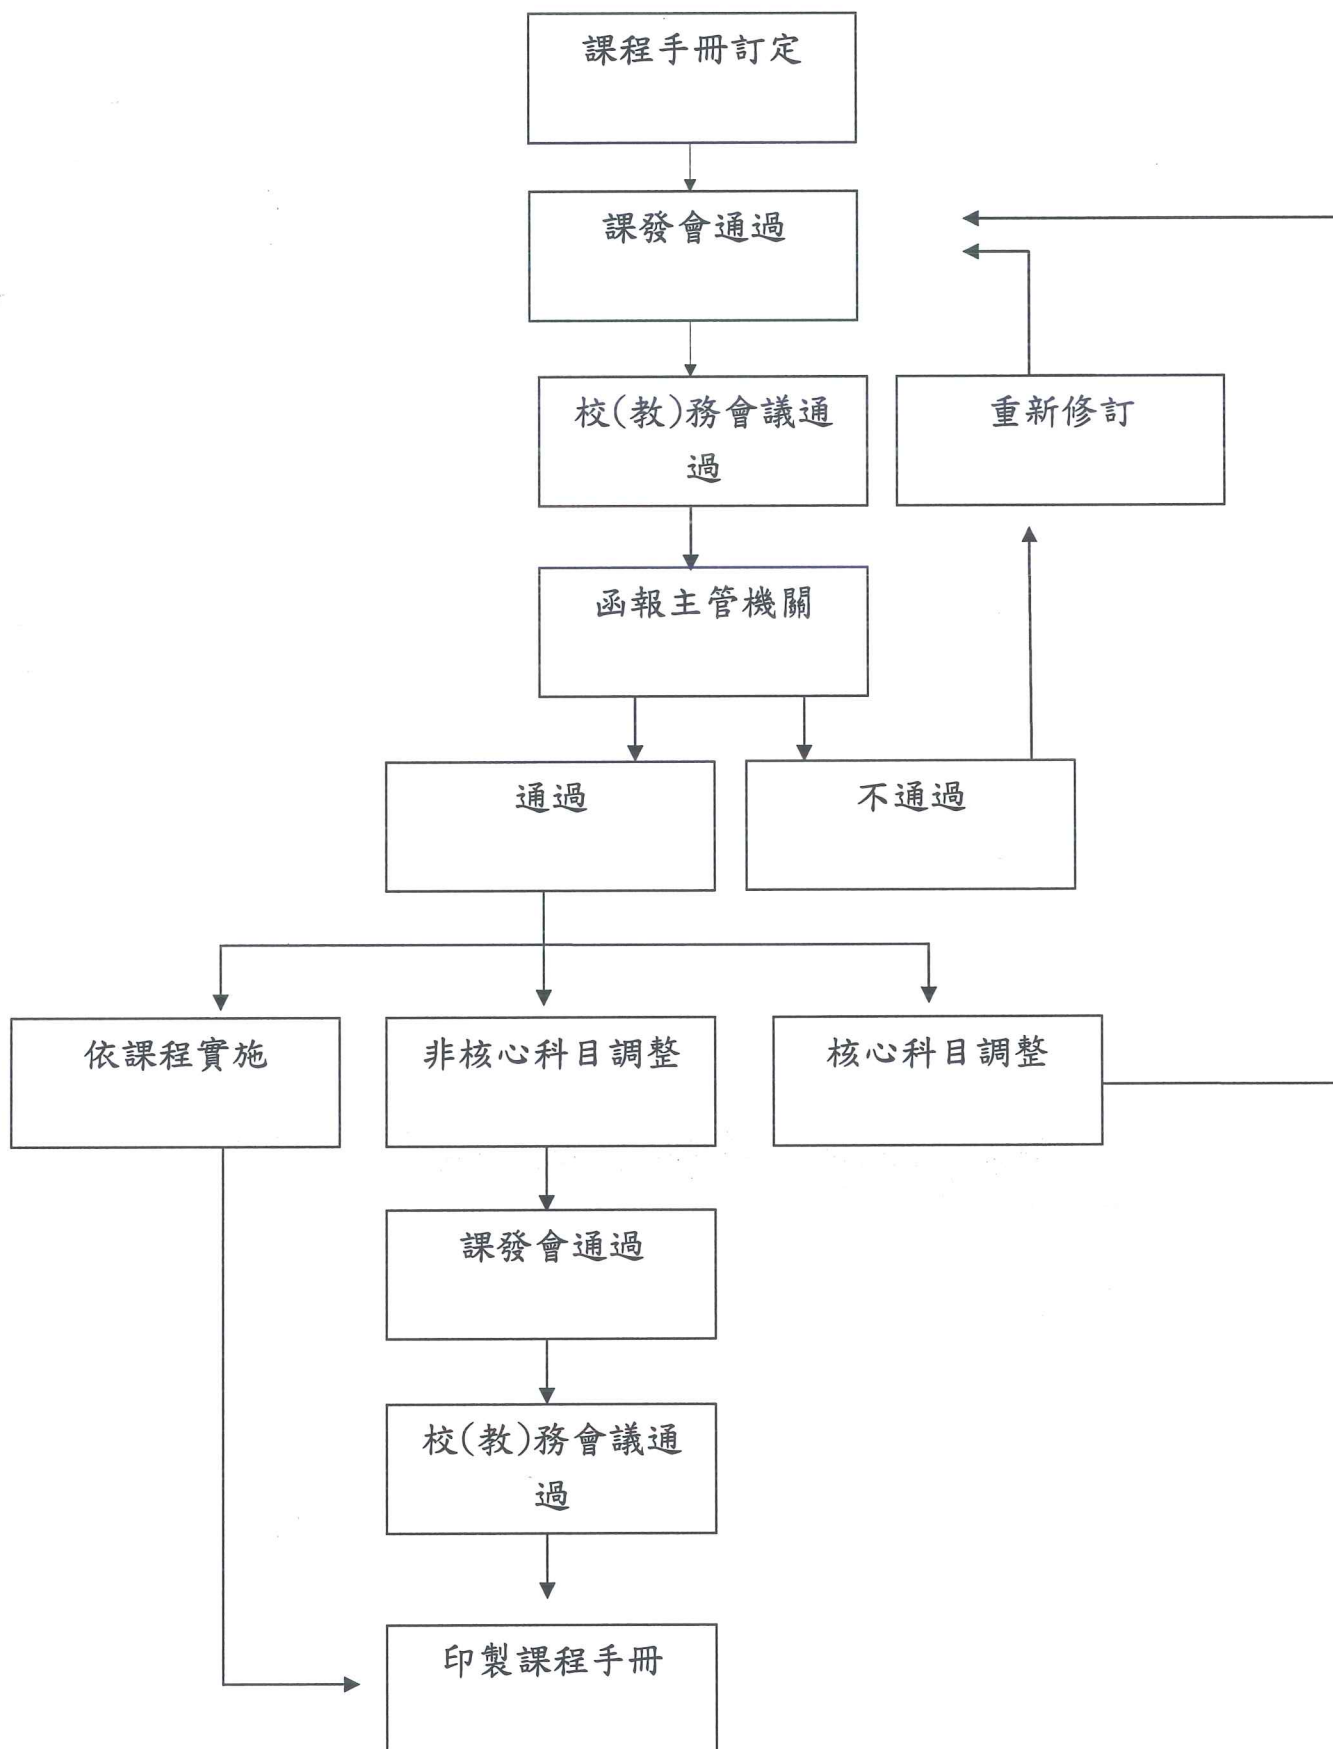 課程手冊訂定
課發會通過
校(教)務會議通
過
重新修訂
函報主管機關
通過
不通過
依課程實施
非核心科目調整
核心科目調整
課發會通過
校(教)務會議通
過
印製課程手冊